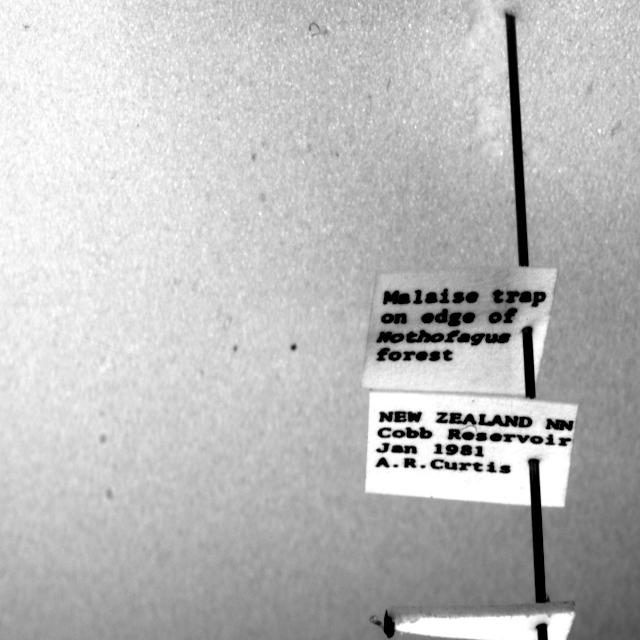 Malaise trap
on edge of
Nothofagus
forest
NEW ZEALAND NN
Cobb Reservoir
Jan 1981
A.R.Curtis